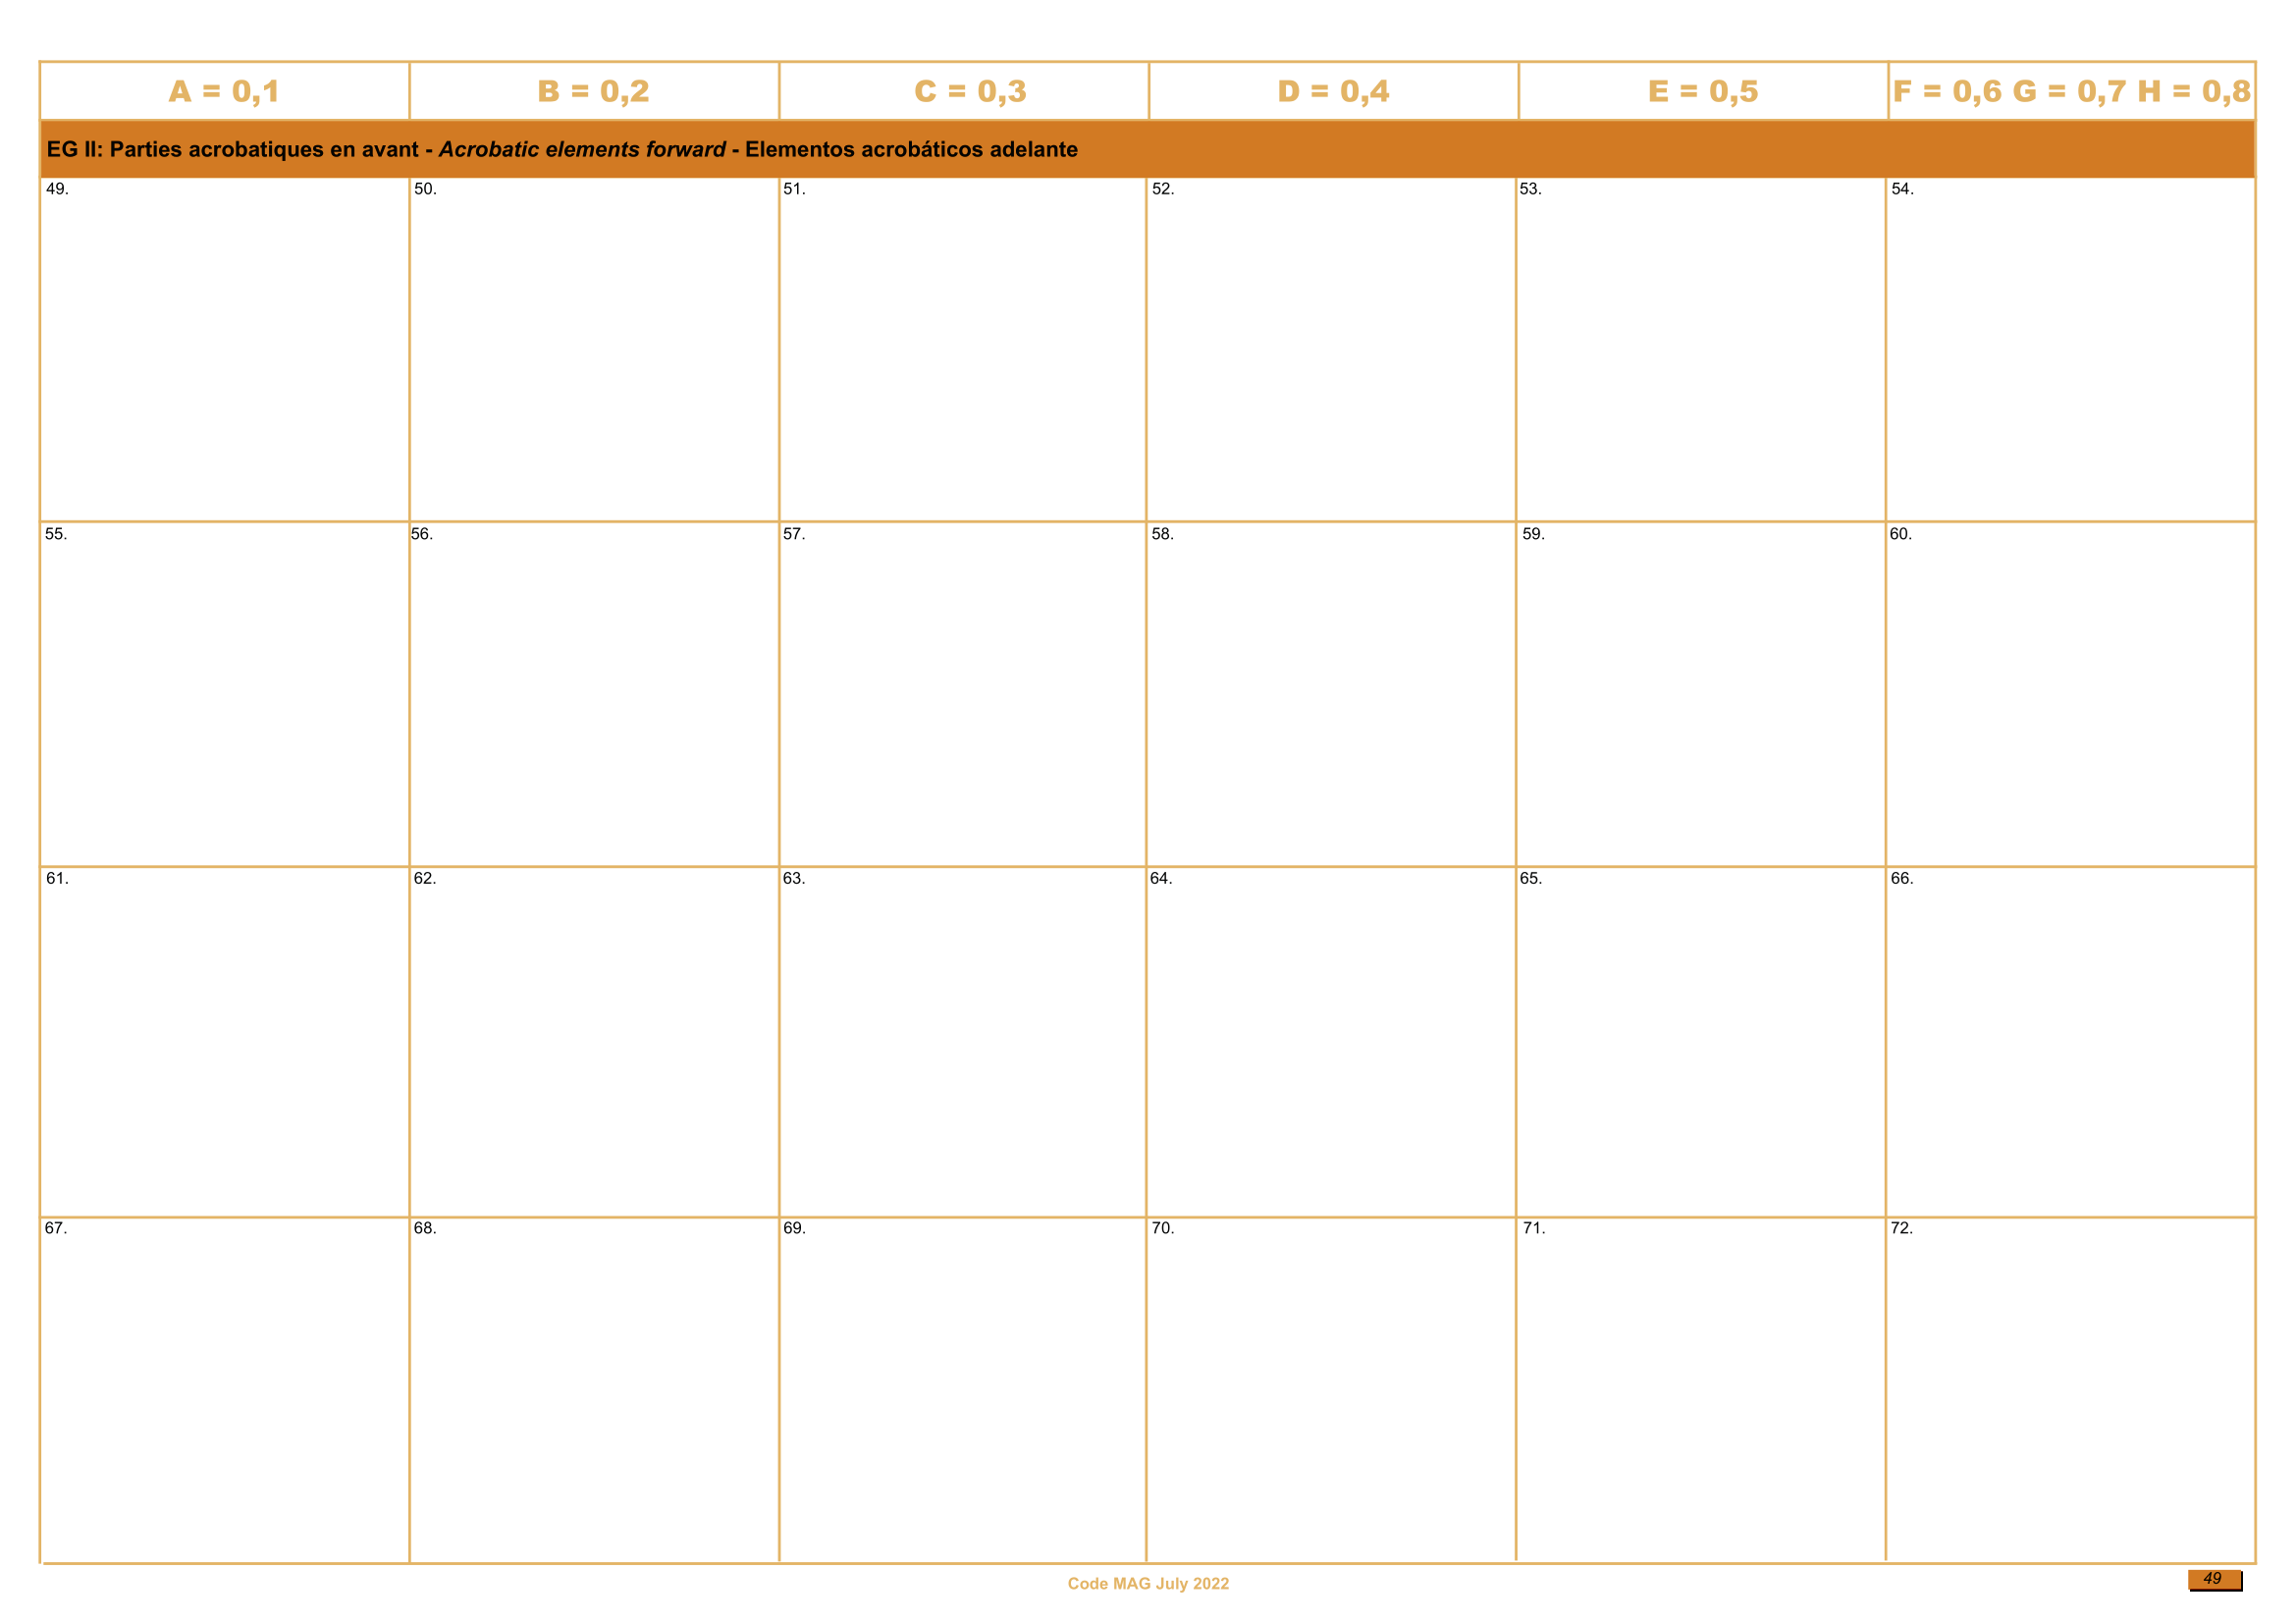 A = 0,1 B = 0,2 C = 0,3 D = 0,4 E = 0,5 F = 0,6 G = 0,7 H = 0,8
EG II: Parties acrobatiques en avant - Acrobatic elements forward - Elementos acrobáticos adelante
49. 50. 51. 52. 53. 54.
55. 56. 57. 58. 59. 60.
61. 62. 63. 64. 65. 66.
67. 68. 69. 70. 71. 72.
Code MAG July 2022
49